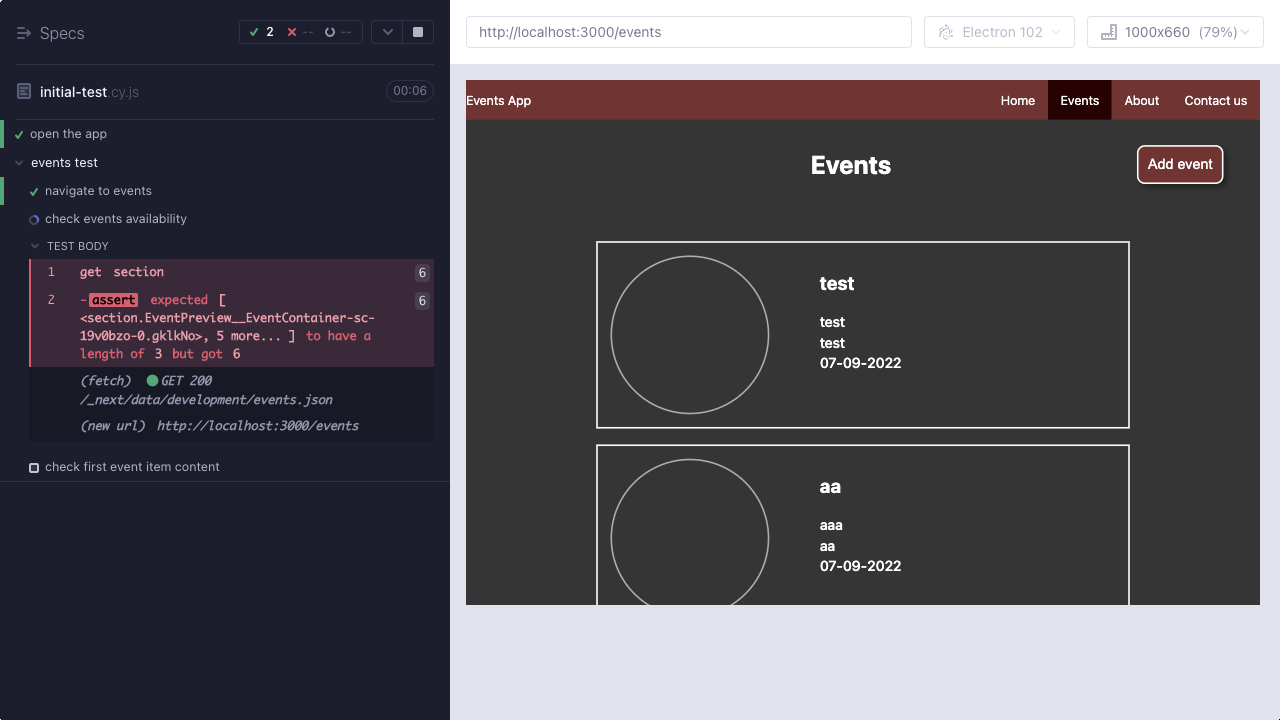 Specs
2
--
--
initial-test.cy.js
00:06
open the app
events test
navigate to events
check events availability
TEST BODY
1 get section 6
2 -assert expected [ 6
<section.EventPreview__EventContainer-sc-
19v0bzo-0.gklkNo>, 5 more... ] to have a
length of 3 but got 6
(fetch) GET 200
/_next/data/development/events.json
(new url) http://localhost:3000/events
check first event item content
http://localhost:3000/events
Electron 102
1000x660 (79%)
Events App
Home
Events
About
Contact us
Events
Add event
test
test
test
07-09-2022
aa
aaa
aa
07-09-2022